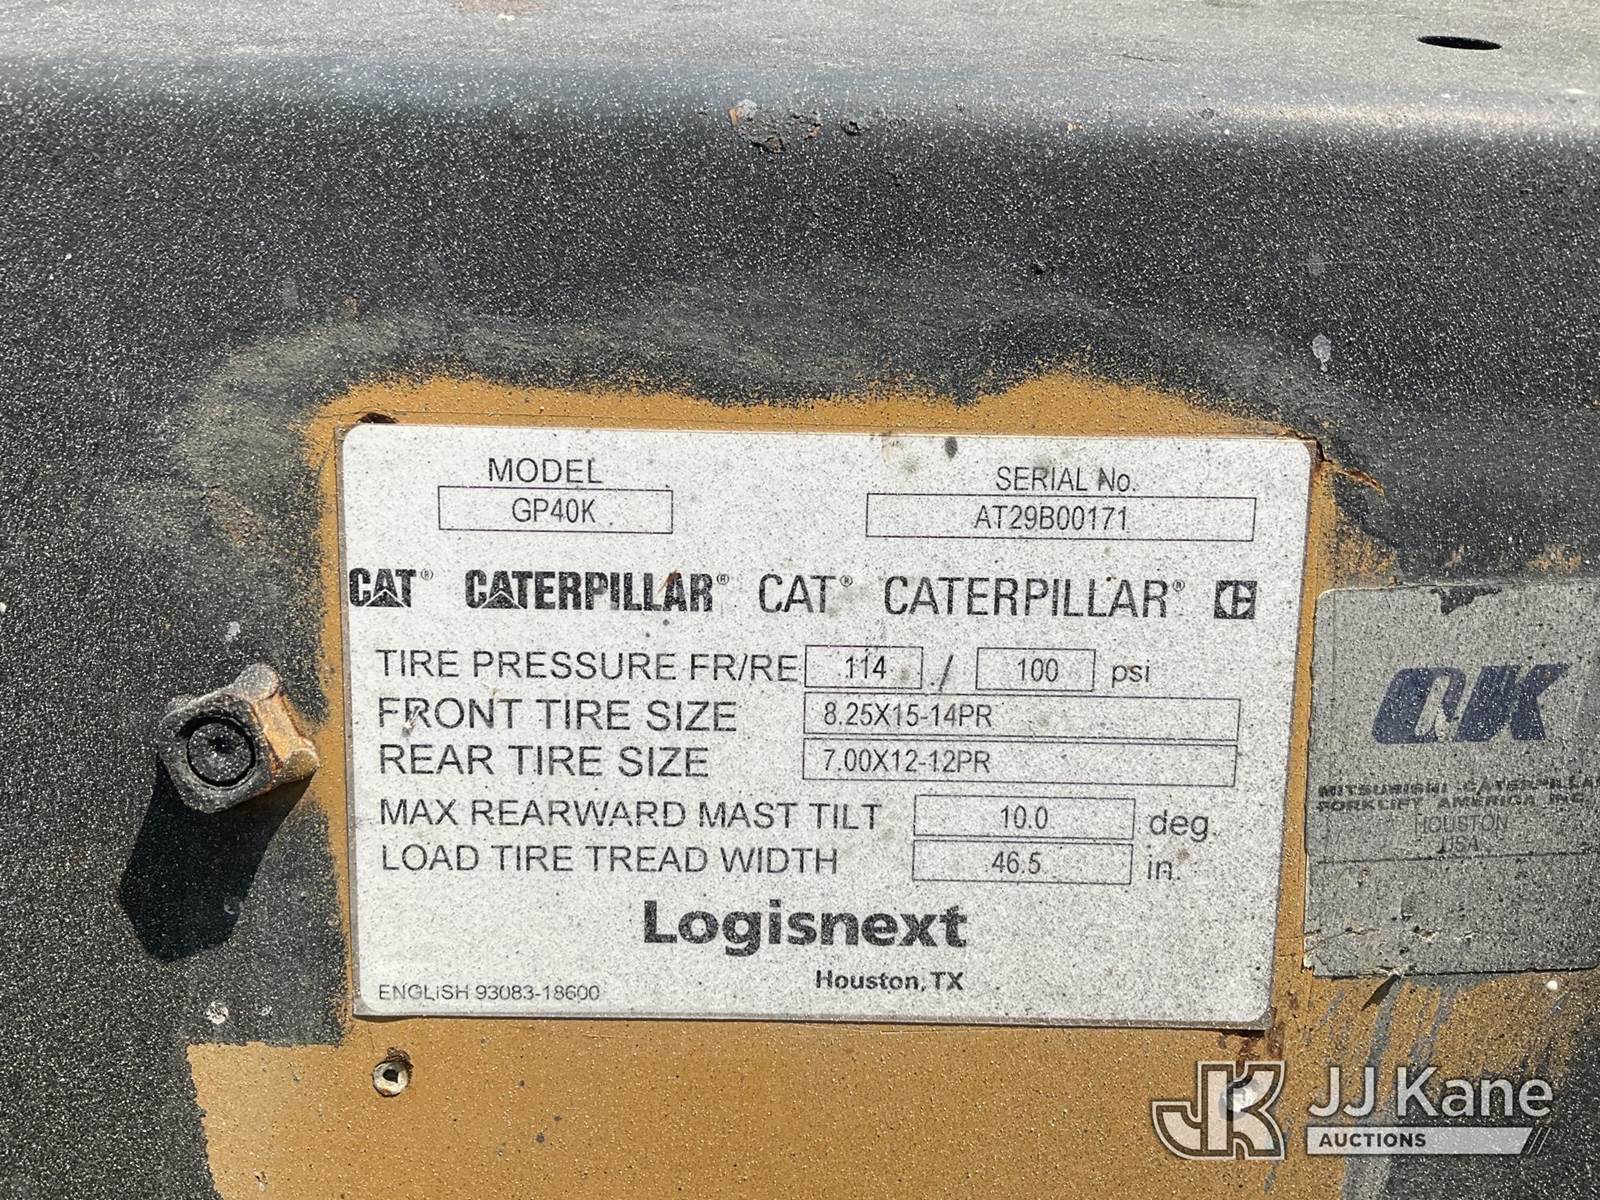 MODEL
GP40K
SERIAL No.
AT29B00171
CAT® CATERPILLAR® CAT® CATERPILLAR®
TIRE PRESSURE FR/RE 114 / 100 psi
FRONT TIRE SIZE 8.25X15-14PR
REAR TIRE SIZE 7.00X12-12PR
MAX REARWARD MAST TILT 10.0 deg.
LOAD TIRE TREAD WIDTH 46.5 in.
Logisnext
Houston, TX
ENGLISH 93083-18600
OK
MITSUBISHI CATERPILLAR
FORKLIFT AMERICA INC.
HOUSTON
USA
JK JJ Kane
AUCTIONS